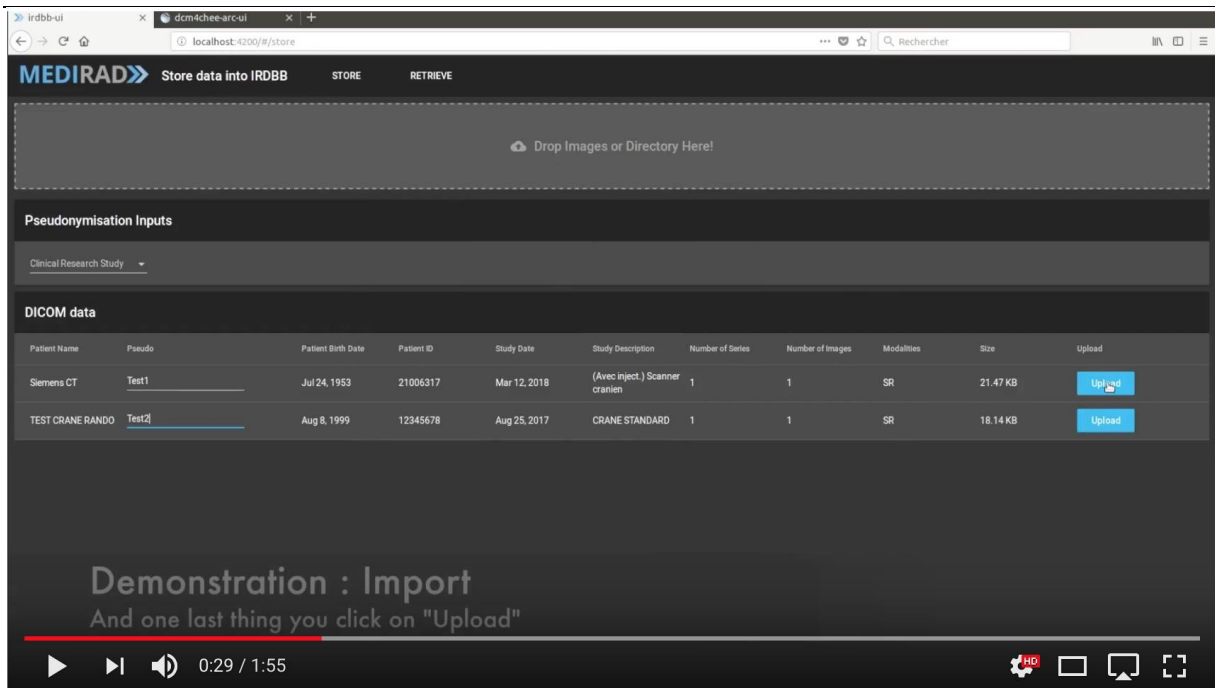 irdbb-ui
dcm4chee-arc-ui
localhost:4200/#/store
Rechercher
MEDIRAD Store data into IRDBB STORE RETRIEVE
Drop Images or Directory Here!
Pseudonymisation Inputs
Clinical Research Study
DICOM data
Patient Name Pseudo Patient Birth Date Patient ID Study Date Study Description Number of Series Number of Images Modalities Size Upload
Siemens CT Test1 Jul 24, 1953 21006317 Mar 12, 2018 (Avec inject.) Scanner cranien 1 1 SR 21.47 KB Upload
TEST CRANE RANDO Test2 Aug 8, 1999 12345678 Aug 25, 2017 CRANE STANDARD 1 1 SR 18.14 KB Upload
Demonstration : Import
And one last thing you click on "Upload"
0:29 / 1:55
HD